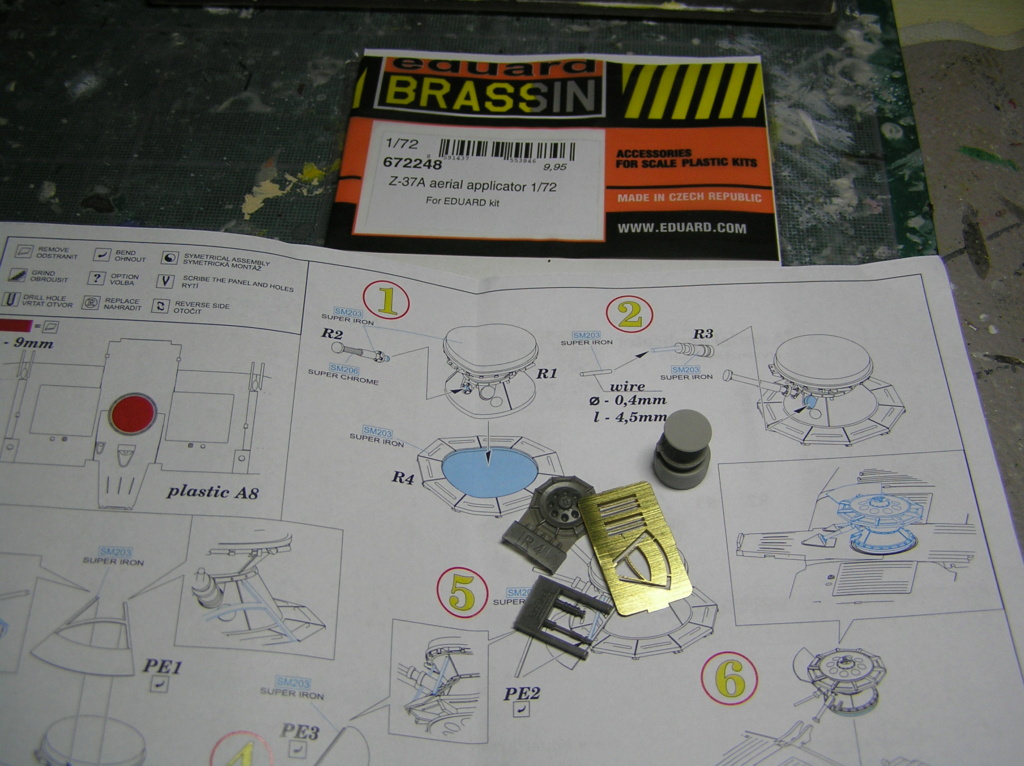 eduard
BRASSIN
1/72
672248
9,95
Z-37A aerial applicator 1/72
For EDUARD kit
ACCESSORIES
FOR SCALE PLASTIC KITS
MADE IN CZECH REPUBLIC
WWW.EDUARD.COM
REMOVE
ODSTRANIT
BEND
OHNOUT
SYMETRICAL ASSEMBLY
SYMETRICKÁ MONTÁŽ
GRIND
OBROUSIT
?
OPTION
VOLBA
V
SCRIBE THE PANEL AND HOLES
RYTÍ
U
DRILL HOLE
VRTAT OTVOR
REPLACE
NAHRADIT
REVERSE SIDE
OTOČIT
=
- 9mm
plastic A8
1
SM203
SUPER IRON
R2
SM206
SUPER CHROME
R1
SM203
SUPER IRON
R4
2
SM203
SUPER IRON
R3
SM203
SUPER IRON
wire
ø - 0,4mm
l - 4,5mm
R4
SM203
SUPER IRON
PE1
SM203
SUPER IRON
PE3
4
5
PE2
6